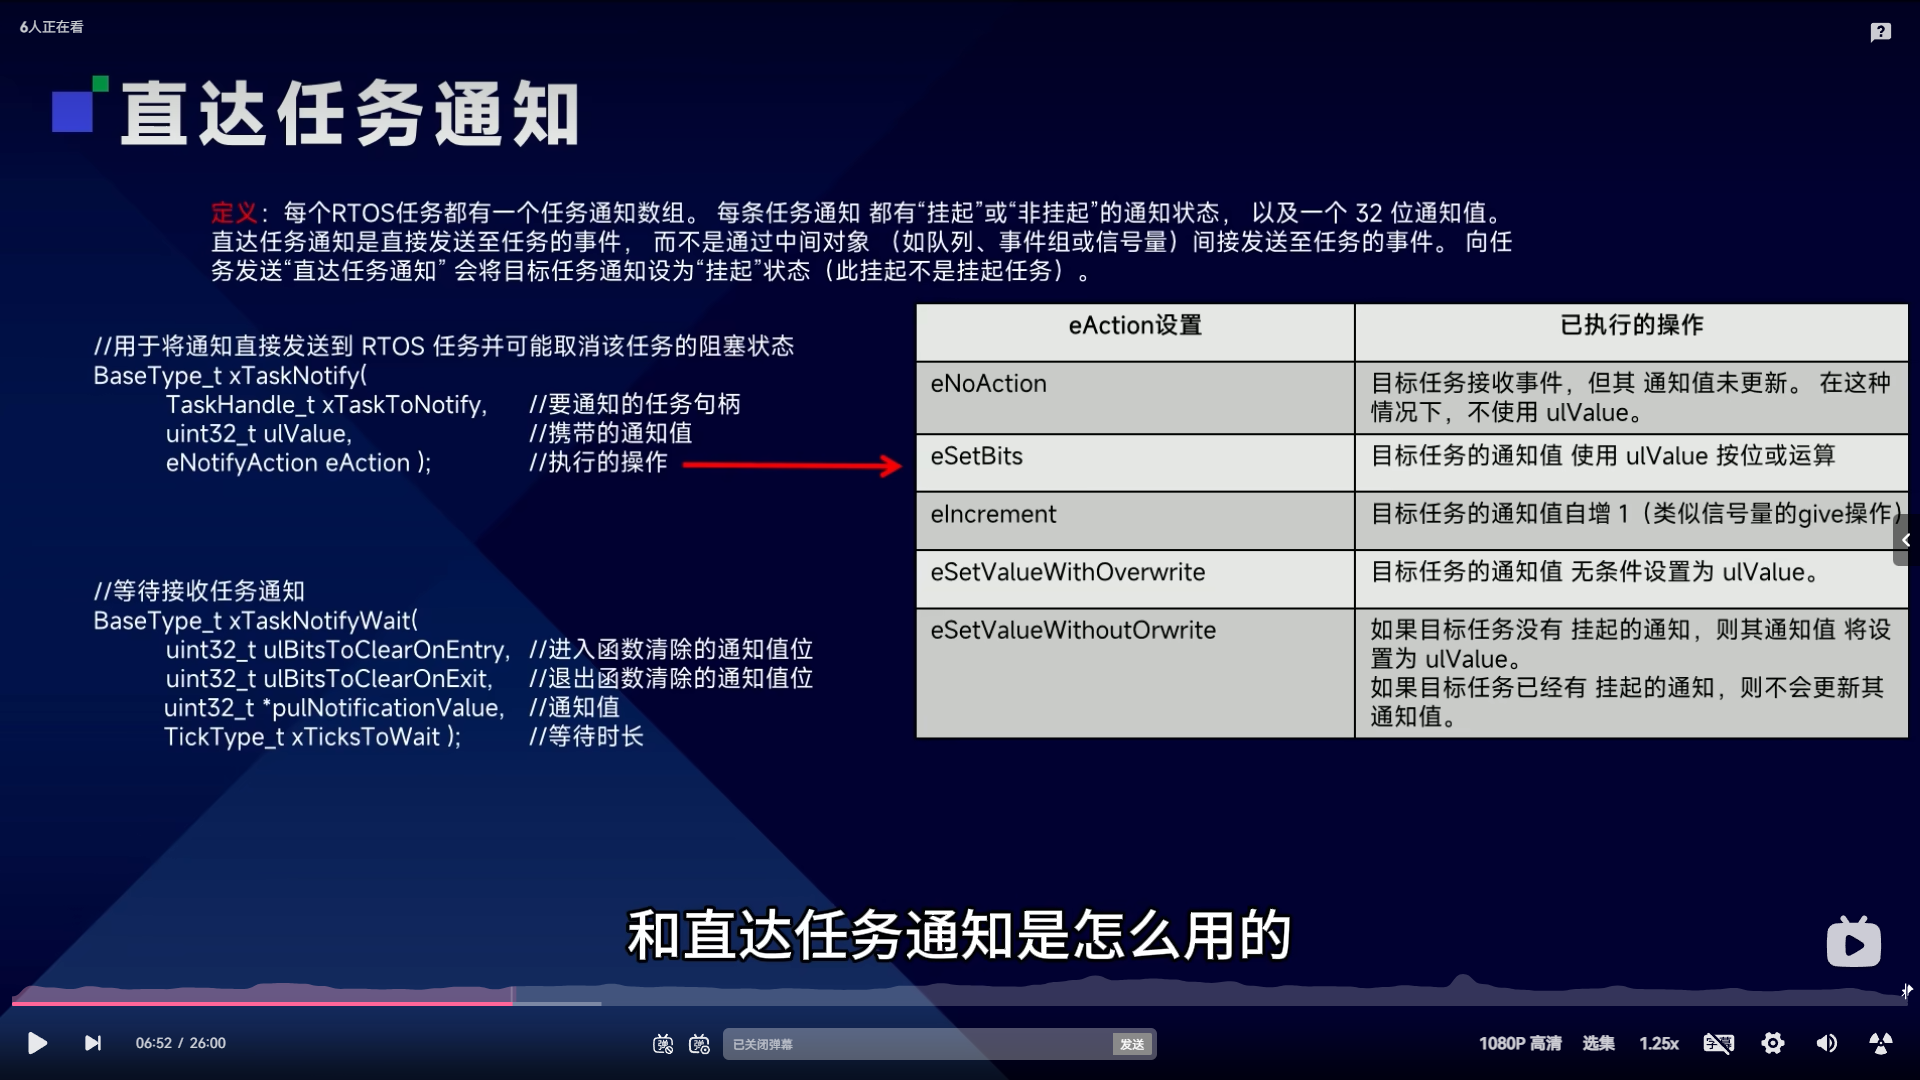 6人正在看
直达任务通知
定义：每个RTOS任务都有一个任务通知数组。 每条任务通知 都有“挂起”或“非挂起”的通知状态， 以及一个 32 位通知值。
直达任务通知是直接发送至任务的事件， 而不是通过中间对象 （如队列、事件组或信号量）间接发送至任务的事件。 向任
务发送“直达任务通知” 会将目标任务通知设为“挂起”状态（此挂起不是挂起任务）。
//用于将通知直接发送到 RTOS 任务并可能取消该任务的阻塞状态
BaseType_t xTaskNotify(
TaskHandle_t xTaskToNotify, //要通知的任务句柄
uint32_t ulValue, //携带的通知值
eNotifyAction eAction ); //执行的操作
//等待接收任务通知
BaseType_t xTaskNotifyWait(
uint32_t ulBitsToClearOnEntry, //进入函数清除的通知值位
uint32_t ulBitsToClearOnExit, //退出函数清除的通知值位
uint32_t *pulNotificationValue, //通知值
TickType_t xTicksToWait ); //等待时长
eAction设置 已执行的操作
eNoAction 目标任务接收事件，但其 通知值未更新。 在这种
情况下，不使用 ulValue。
eSetBits 目标任务的通知值 使用 ulValue 按位或运算
eIncrement 目标任务的通知值自增 1（类似信号量的give操作）
eSetValueWithOverwrite 目标任务的通知值 无条件设置为 ulValue。
eSetValueWithoutOrwrite 如果目标任务没有 挂起的通知，则其通知值 将设
置为 ulValue。
如果目标任务已经有 挂起的通知，则不会更新其
通知值。
和直达任务通知是怎么用的
06:52 / 26:00 弹 弹 已关闭弹幕 发送 1080P 高清 选集 1.25x 字幕